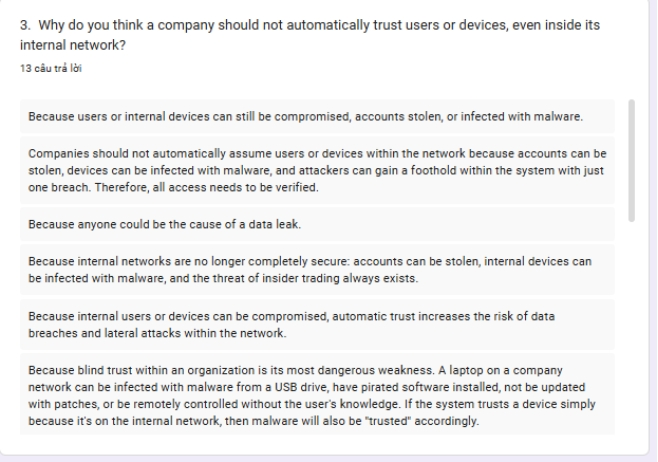 3. Why do you think a company should not automatically trust users or devices, even inside its
internal network?
13 câu trả lời
Because users or internal devices can still be compromised, accounts stolen, or infected with malware.
Companies should not automatically assume users or devices within the network because accounts can be
stolen, devices can be infected with malware, and attackers can gain a foothold within the system with just
one breach. Therefore, all access needs to be verified.
Because anyone could be the cause of a data leak.
Because internal networks are no longer completely secure: accounts can be stolen, internal devices can
be infected with malware, and the threat of insider trading always exists.
Because internal users or devices can be compromised, automatic trust increases the risk of data
breaches and lateral attacks within the network.
Because blind trust within an organization is its most dangerous weakness. A laptop on a company
network can be infected with malware from a USB drive, have pirated software installed, not be updated
with patches, or be remotely controlled without the user's knowledge. If the system trusts a device simply
because it's on the internal network, then malware will also be "trusted" accordingly.